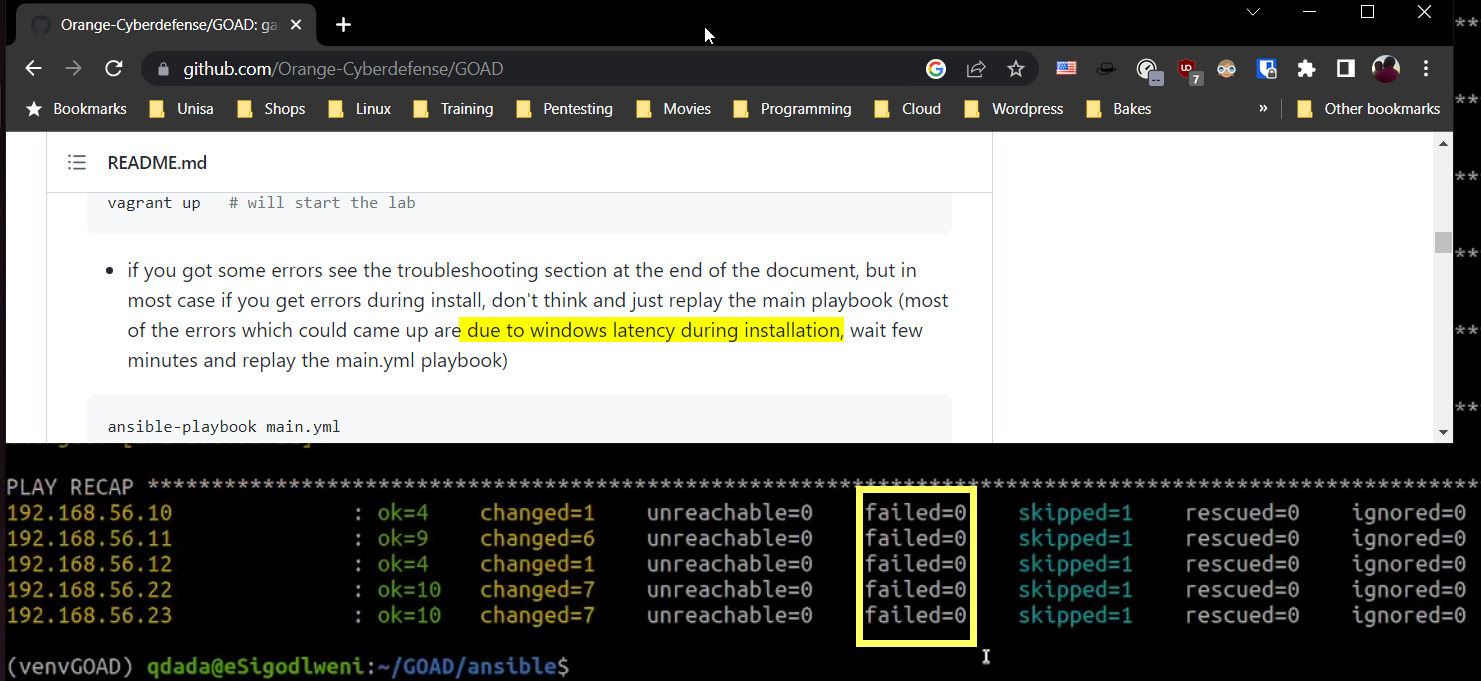 Orange-Cyberdefense/GOAD: ga
github.com/Orange-Cyberdefense/GOAD
7
Bookmarks Unisa Shops Linux Training Pentesting Movies Programming Cloud Wordpress Bakes » Other bookmarks
README.md
vagrant up # will start the lab
if you got some errors see the troubleshooting section at the end of the document, but in
most case if you get errors during install, don't think and just replay the main playbook (most
of the errors which could came up are due to windows latency during installation, wait few
minutes and replay the main.yml playbook)
ansible-playbook main.yml
PLAY RECAP ****************************************************************************************************************************
192.168.56.10 : ok=4 changed=1 unreachable=0 failed=0 skipped=1 rescued=0 ignored=0
192.168.56.11 : ok=9 changed=6 unreachable=0 failed=0 skipped=1 rescued=0 ignored=0
192.168.56.12 : ok=4 changed=1 unreachable=0 failed=0 skipped=1 rescued=0 ignored=0
192.168.56.22 : ok=10 changed=7 unreachable=0 failed=0 skipped=1 rescued=0 ignored=0
192.168.56.23 : ok=10 changed=7 unreachable=0 failed=0 skipped=1 rescued=0 ignored=0
(venvGOAD) qdada@eSigodlweni:~/GOAD/ansible$